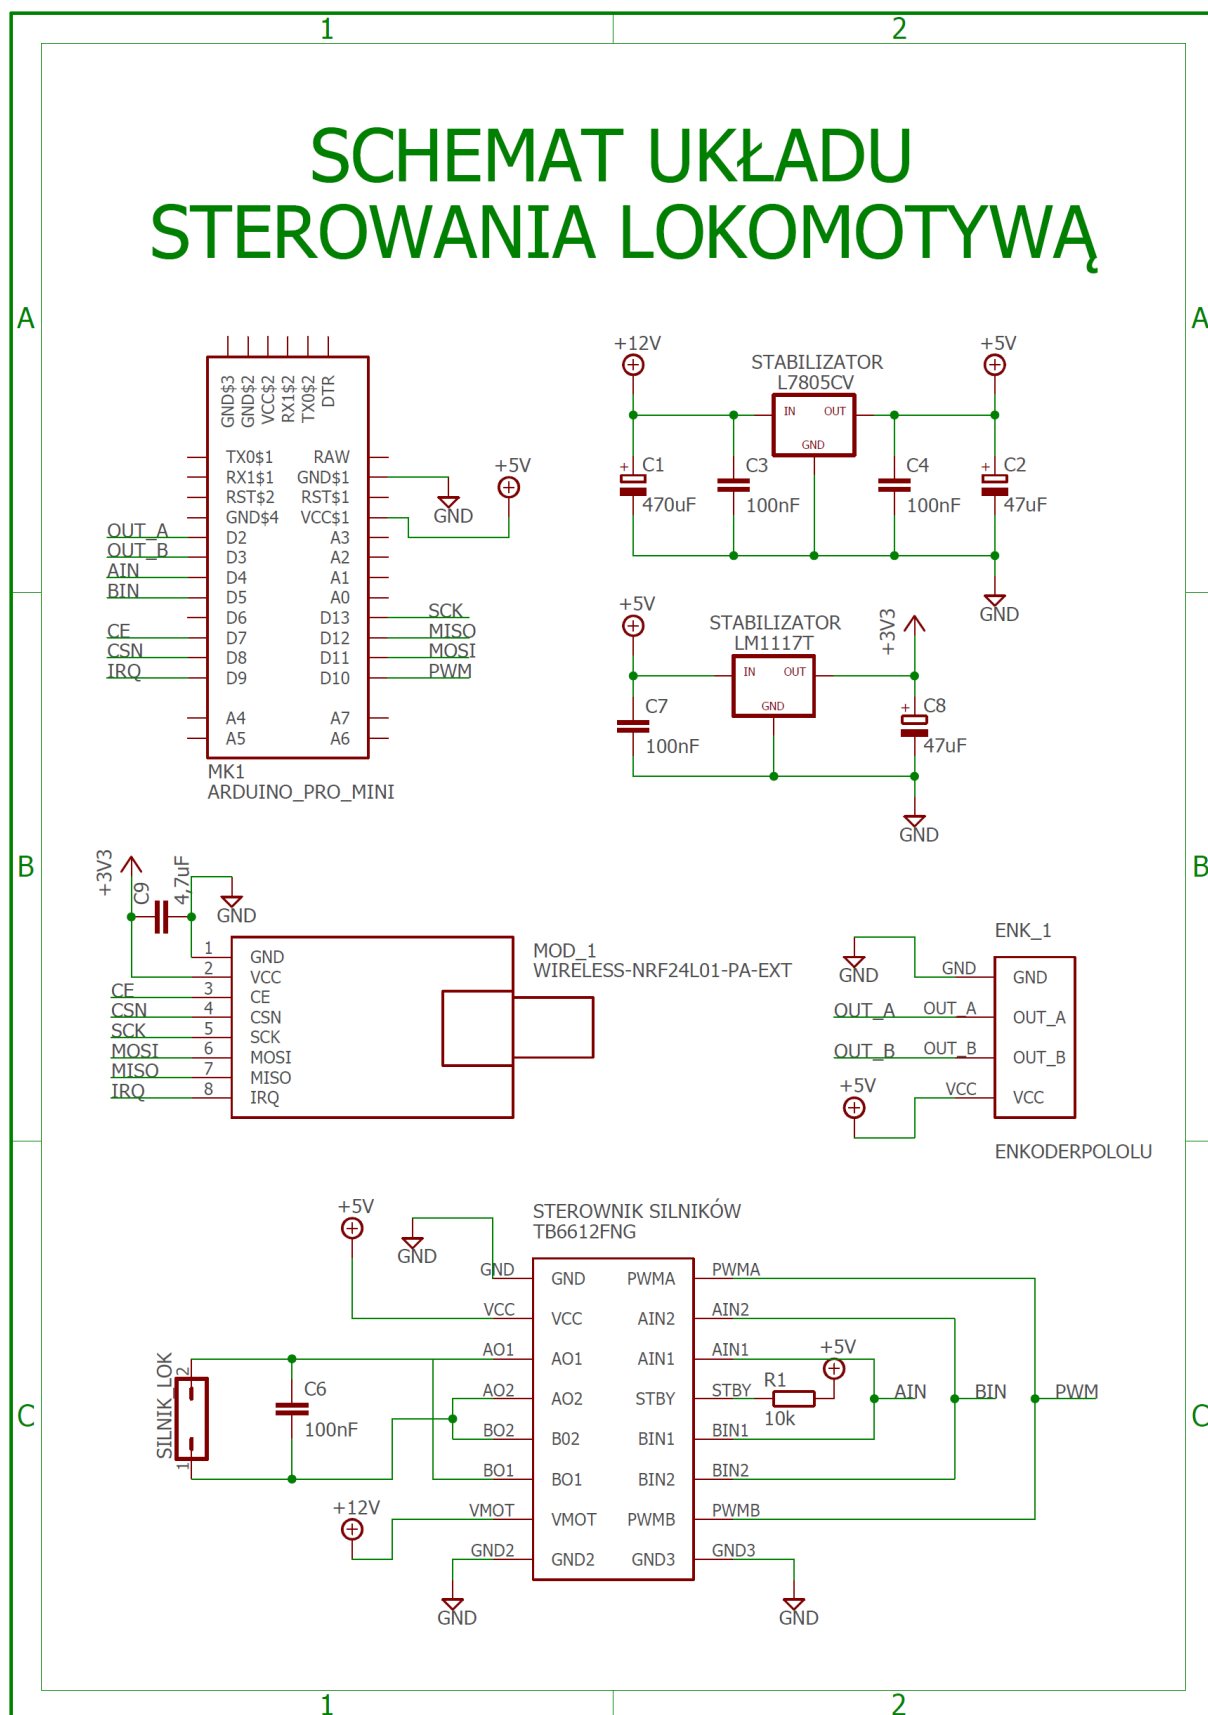 1
2
SCHEMAT UKŁADU
STEROWANIA LOKOMOTYWĄ
A
A
GND$3
GND$2
VCC$2
RX1$2
TX0$2
DTR
TX0$1
RAW
RX1$1
GND$1
RST$2
RST$1
GND$4
VCC$1
OUT_A
D2
A3
OUT_B
D3
A2
AIN
D4
A1
BIN
D5
A0
D6
D13
SCK
CE
D7
D12
MISO
CSN
D8
D11
MOSI
IRQ
D9
D10
PWM
A4
A7
A5
A6
+5V
GND
MK1
ARDUINO_PRO_MINI
+12V
STABILIZATOR
L7805CV
+5V
IN
OUT
GND
+
C1
470uF
C3
100nF
C4
100nF
+
C2
47uF
GND
+5V
STABILIZATOR
LM1117T
+3V3
IN
OUT
GND
C7
100nF
+
C8
47uF
GND
B
B
+3V3
C9
4,7uF
GND
MOD_1
WIRELESS-NRF24L01-PA-EXT
1
GND
2
VCC
CE
3
CE
CSN
4
CSN
SCK
5
SCK
MOSI
6
MOSI
MISO
7
MISO
IRQ
8
IRQ
ENK_1
GND
GND
GND
OUT_A
OUT_A
OUT_A
OUT_B
OUT_B
OUT_B
+5V
VCC
VCC
ENKODERPOLOLU
+5V
GND
STEROWNIK SILNIKÓW
TB6612FNG
GND
GND
PWMA
PWMA
VCC
VCC
AIN2
AIN2
AO1
AO1
AIN1
AIN1
AO2
AO2
STBY
STBY
BO2
B02
BIN1
BIN1
BO1
BO1
BIN2
BIN2
VMOT
VMOT
PWMB
PWMB
GND2
GND2
GND3
GND3
+5V
R1
10k
AIN
BIN
PWM
SILNIK_LOK
2
1
C6
100nF
+12V
GND
GND
C
C
1
2